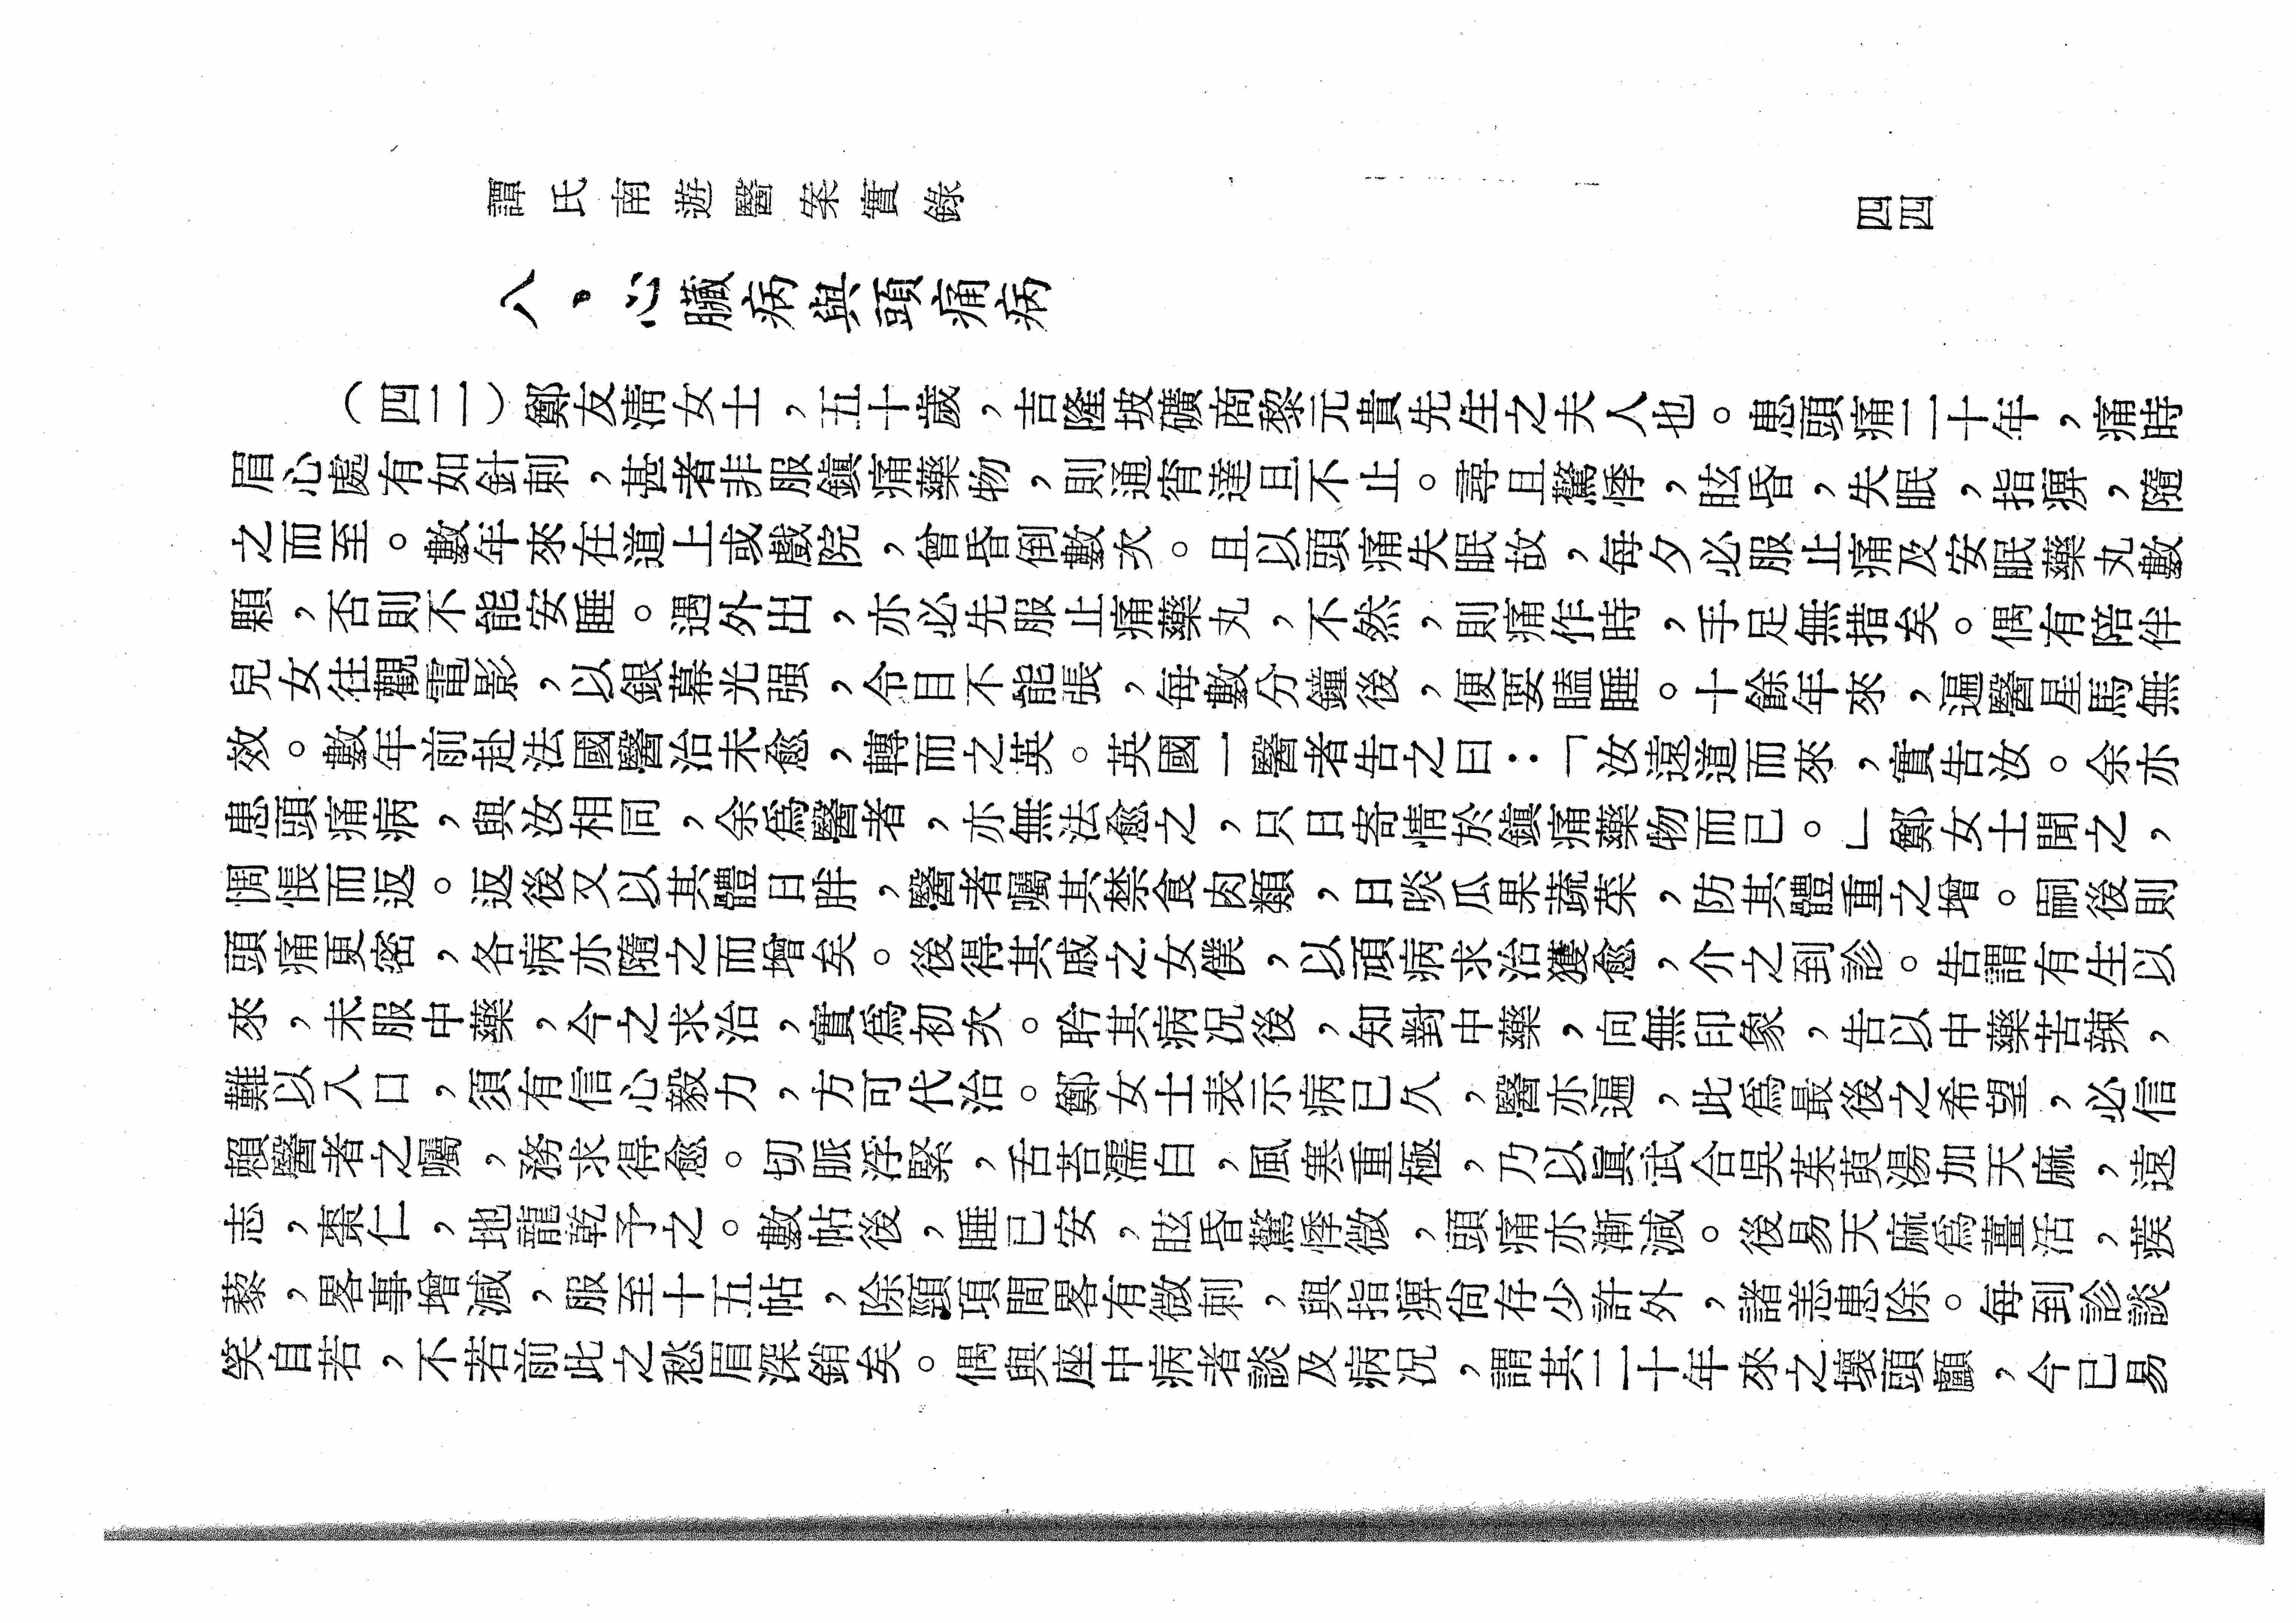 譚氏南遊醫案實錄
四四
八、心臟病與頭痛病
（四二）鄭友清女士，五十歲，吉隆坡礦商黎元貴先生之夫人也。患頭痛二十年，痛時
眉心處有如針刺，甚者非服鎭痛藥物，則通宵達旦不止。尋且驚悸，眩昏，失眠，指痹，隨
之而至。數年來在道上或戲院，曾昏倒數次。且以頭痛失眠故，每夕必服止痛及安眠藥丸數
顆，否則不能安睡。遇外出，亦必先服止痛藥丸，不然，則痛作時，手足無措矣。偶有陪伴
兒女往觀電影，以銀幕光强，令目不能張，每數分鐘後，便要瞌睡。十餘年來，遍醫星馬無
效。數年前赴法國醫治未愈，轉而之英。英國一醫者告之曰：「汝遠道而來，實告汝。余亦
患頭痛病，與汝相同，余爲醫者，亦無法愈之，只日寄情於鎭痛藥物而已。」鄭女士聞之，
惆悵而返。返後又以其體日胖，醫者囑其禁食肉類，日啖瓜果蔬菜，防其體重之增。嗣後則
頭痛更密，各病亦隨之而增矣。後得其戚之女僕，以頑病求治獲愈，介之到診。告謂有生以
來，未服中藥，今之求治，實爲初次。聆其病况後，知對中藥，向無印象，告以中藥苦辣，
難以入口，須有信心毅力，方可代治。鄭女士表示病已久，醫亦遍，此爲最後之希望，必信
賴醫者之囑，務求得愈。切脈浮緊，舌苔濡白，風寒重極，乃以眞武合吳茱萸湯加天麻，遠
志，棗仁，地龍乾予之。數帖後，睡已安，眩昏驚悸微，頭痛亦漸減。後易天麻爲薑活，蒺
藜，畧事增減，服至十五帖，除頸項間畧有微刺，與指痹尙存少許外，諸恙悉除。每到診談
笑自若，不若前此之愁眉深銷矣。偶與座中病者談及病况，謂其二十年來之壞頭顱，今已易